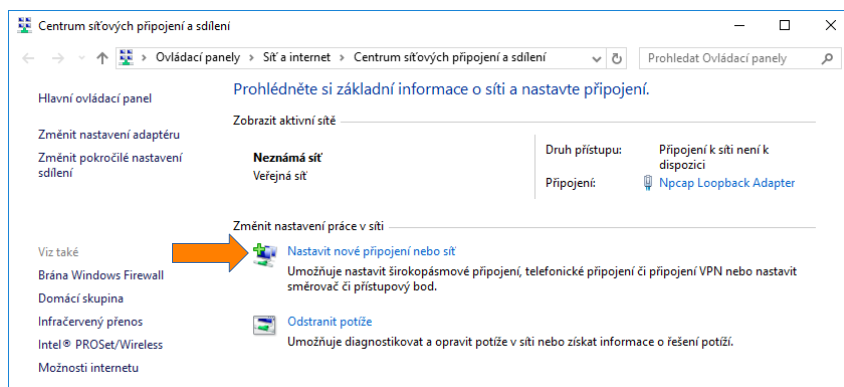 Centrum síťových připojení a sdílení
Ovládací panely > Síť a internet > Centrum síťových připojení a sdílení
Prohledat Ovládací panely
Hlavní ovládací panel
Změnit nastavení adaptéru
Změnit pokročilé nastavení
sdílení
Prohlédněte si základní informace o síti a nastavte připojení.
Zobrazit aktivní sítě
Neznámá síť
Veřejná síť
Druh přístupu:
Připojení k síti není k
dispozici
Připojení:
Npcap Loopback Adapter
Změnit nastavení práce v síti
Nastavit nové připojení nebo síť
Umožňuje nastavit širokopásmové připojení, telefonické připojení či připojení VPN nebo nastavit
směrovač či přístupový bod.
Odstranit potíže
Umožňuje diagnostikovat a opravit potíže v síti nebo získat informace o řešení potíží.
Viz také
Brána Windows Firewall
Domácí skupina
Infračervený přenos
Intel® PROSet/Wireless
Možnosti internetu